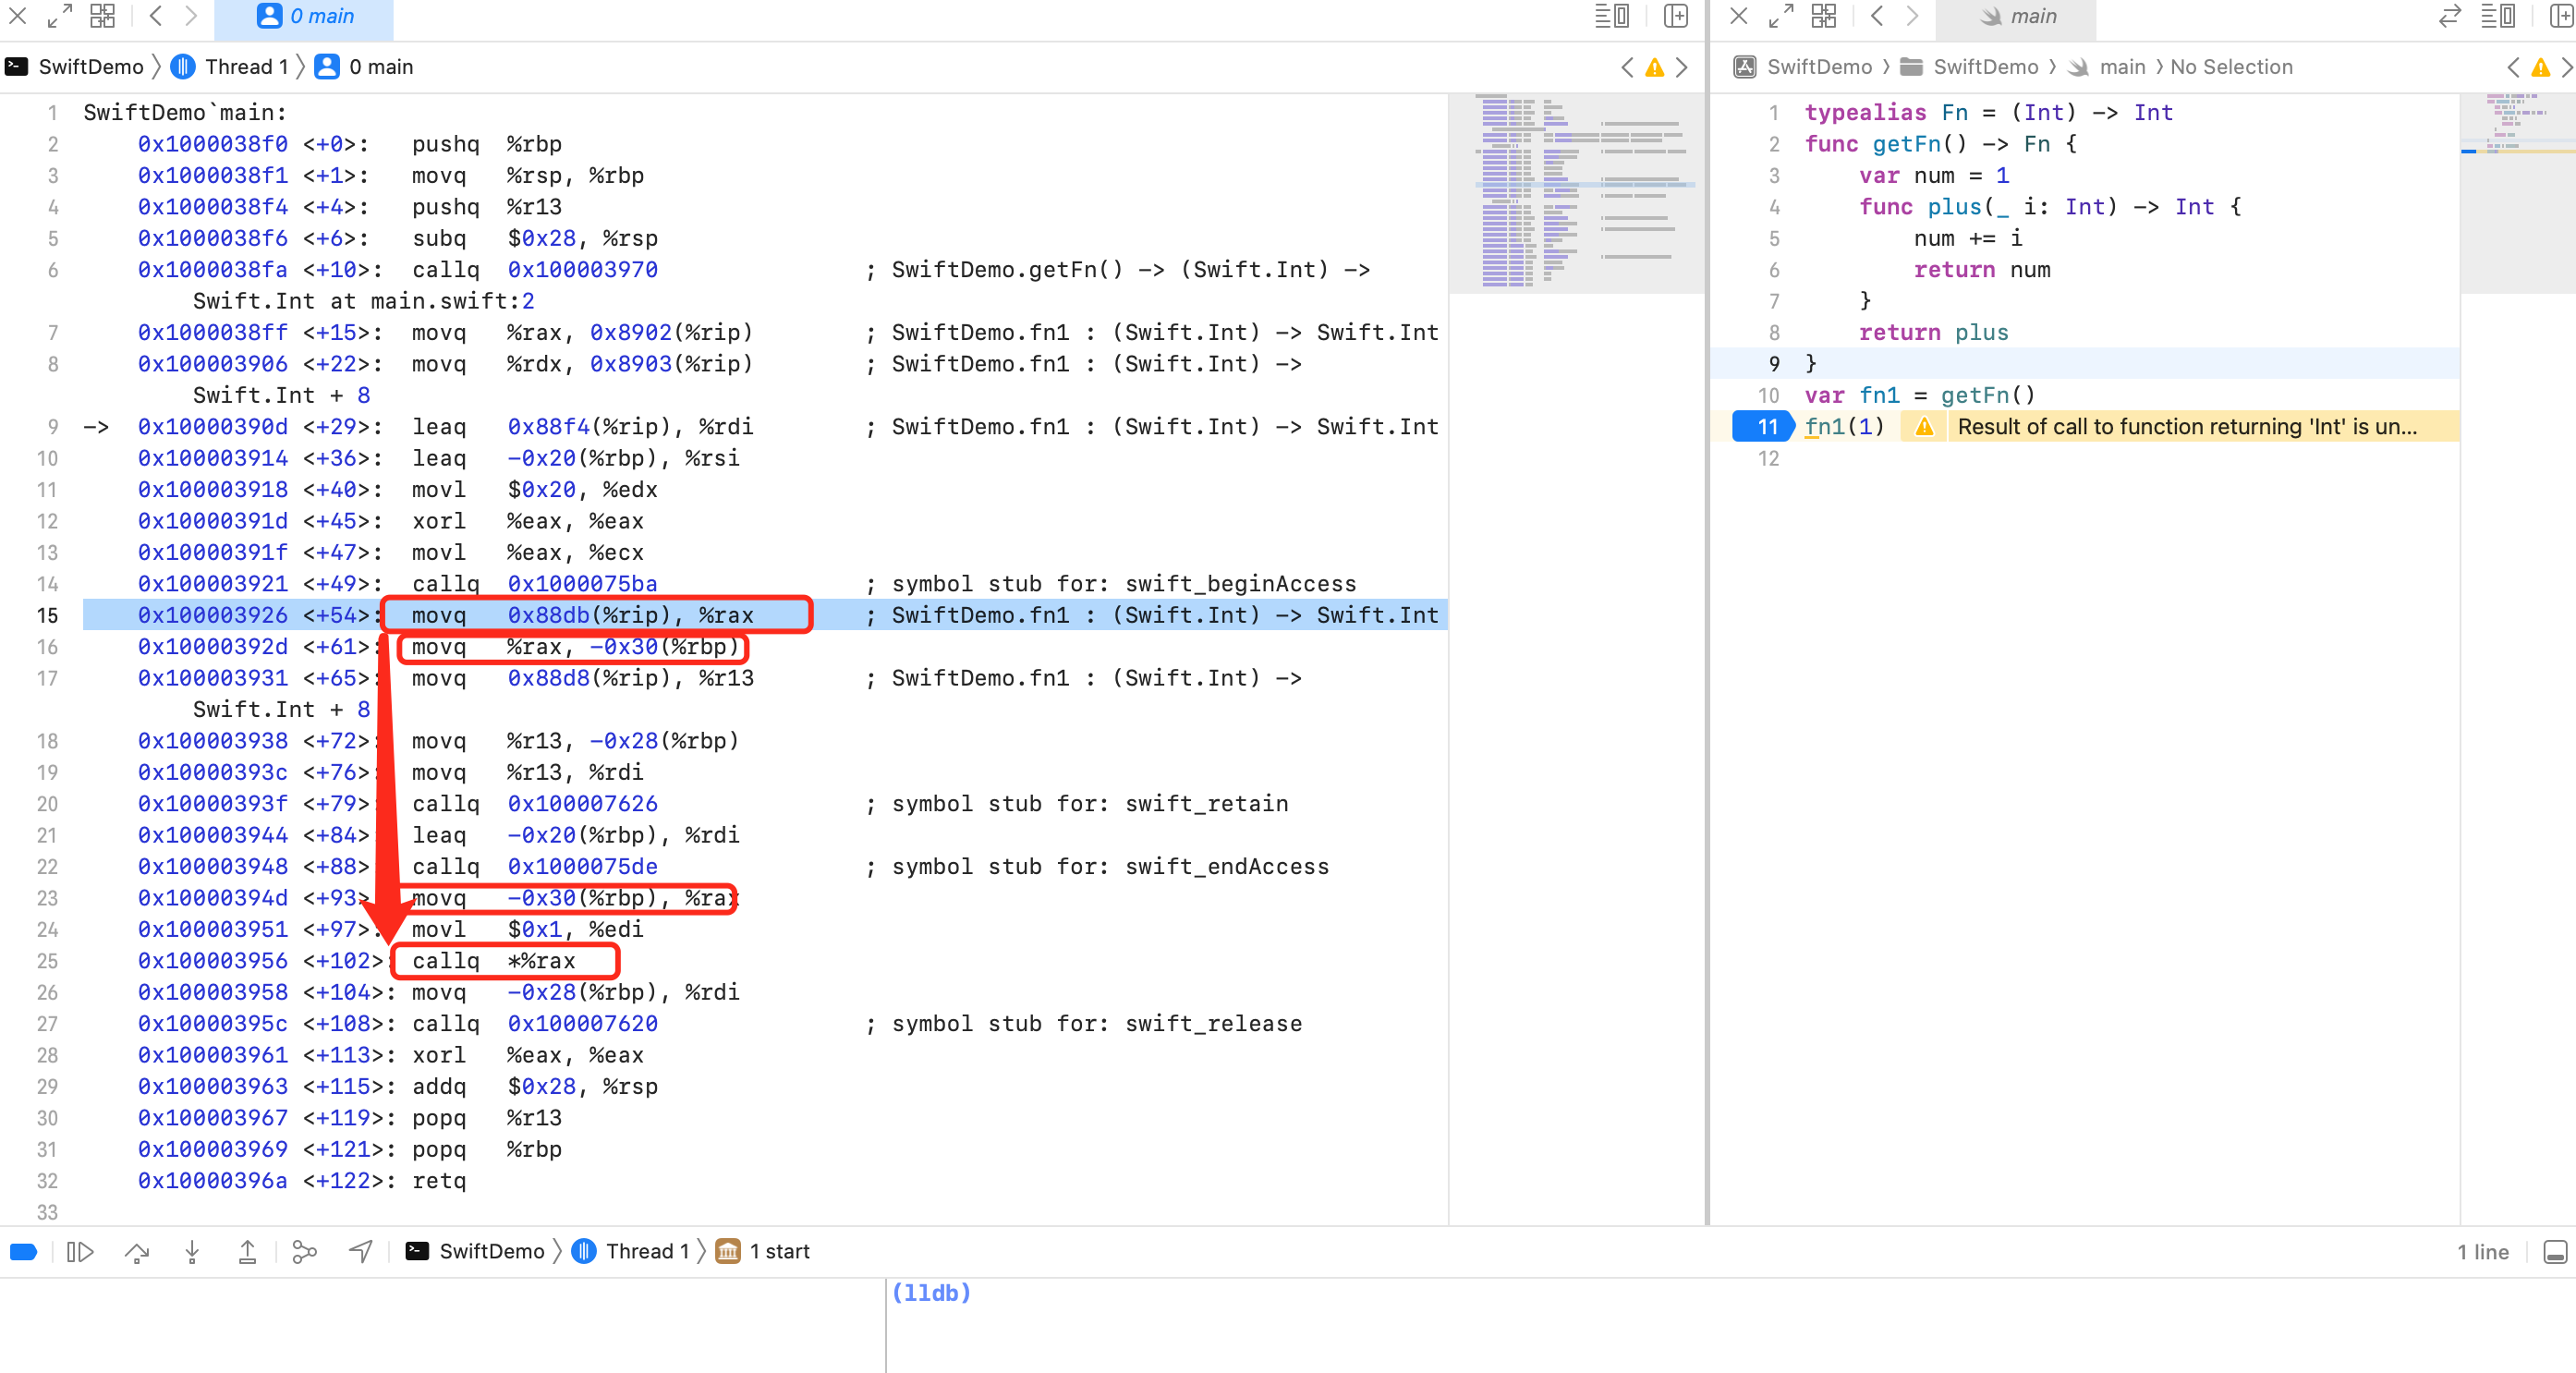 0 main
main
SwiftDemo Thread 1 0 main
SwiftDemo SwiftDemo main No Selection
1 SwiftDemo`main:
2 0x1000038f0 <+0>: pushq %rbp
3 0x1000038f1 <+1>: movq %rsp, %rbp
4 0x1000038f4 <+4>: pushq %r13
5 0x1000038f6 <+6>: subq $0x28, %rsp
6 0x1000038fa <+10>: callq 0x100003970 ; SwiftDemo.getFn() -> (Swift.Int) ->
Swift.Int at main.swift:2
7 0x1000038ff <+15>: movq %rax, 0x8902(%rip) ; SwiftDemo.fn1 : (Swift.Int) -> Swift.Int
8 0x100003906 <+22>: movq %rdx, 0x8903(%rip) ; SwiftDemo.fn1 : (Swift.Int) ->
Swift.Int + 8
9 -> 0x10000390d <+29>: leaq 0x88f4(%rip), %rdi ; SwiftDemo.fn1 : (Swift.Int) -> Swift.Int
10 0x100003914 <+36>: leaq -0x20(%rbp), %rsi
11 0x100003918 <+40>: movl $0x20, %edx
12 0x10000391d <+45>: xorl %eax, %eax
13 0x10000391f <+47>: movl %eax, %ecx
14 0x100003921 <+49>: callq 0x1000075ba ; symbol stub for: swift_beginAccess
15 0x100003926 <+54>: movq 0x88db(%rip), %rax ; SwiftDemo.fn1 : (Swift.Int) -> Swift.Int
16 0x10000392d <+61>: movq %rax, -0x30(%rbp)
17 0x100003931 <+65>: movq 0x88d8(%rip), %r13 ; SwiftDemo.fn1 : (Swift.Int) ->
Swift.Int + 8
18 0x100003938 <+72>: movq %r13, -0x28(%rbp)
19 0x10000393c <+76>: movq %r13, %rdi
20 0x10000393f <+79>: callq 0x100007626 ; symbol stub for: swift_retain
21 0x100003944 <+84>: leaq -0x20(%rbp), %rdi
22 0x100003948 <+88>: callq 0x1000075de ; symbol stub for: swift_endAccess
23 0x10000394d <+93>: movq -0x30(%rbp), %rax
24 0x100003951 <+97>: movl $0x1, %edi
25 0x100003956 <+102>: callq *%rax
26 0x100003958 <+104>: movq -0x28(%rbp), %rdi
27 0x10000395c <+108>: callq 0x100007620 ; symbol stub for: swift_release
28 0x100003961 <+113>: xorl %eax, %eax
29 0x100003963 <+115>: addq $0x28, %rsp
30 0x100003967 <+119>: popq %r13
31 0x100003969 <+121>: popq %rbp
32 0x10000396a <+122>: retq
33
1 typealias Fn = (Int) -> Int
2 func getFn() -> Fn {
3 var num = 1
4 func plus(_ i: Int) -> Int {
5 num += i
6 return num
7 }
8 return plus
9 }
10 var fn1 = getFn()
11 fn1(1) Result of call to function returning 'Int' is un...
12
SwiftDemo Thread 1 1 start
1 line
(lldb)